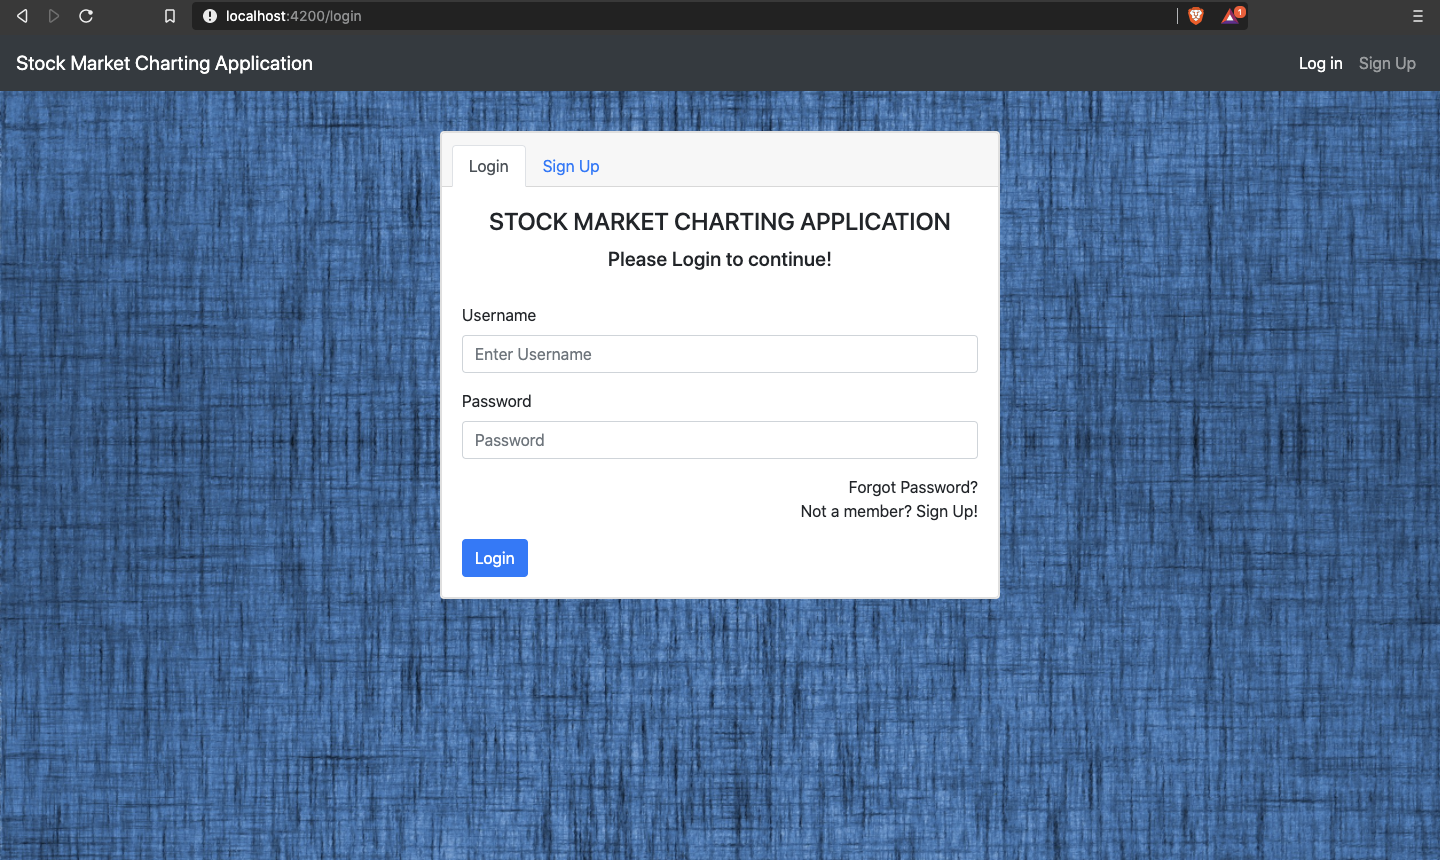 localhost:4200/login
1
Stock Market Charting Application
Log in
Sign Up
Login
Sign Up
STOCK MARKET CHARTING APPLICATION
Please Login to continue!
Username
Enter Username
Password
Password
Forgot Password?
Not a member? Sign Up!
Login